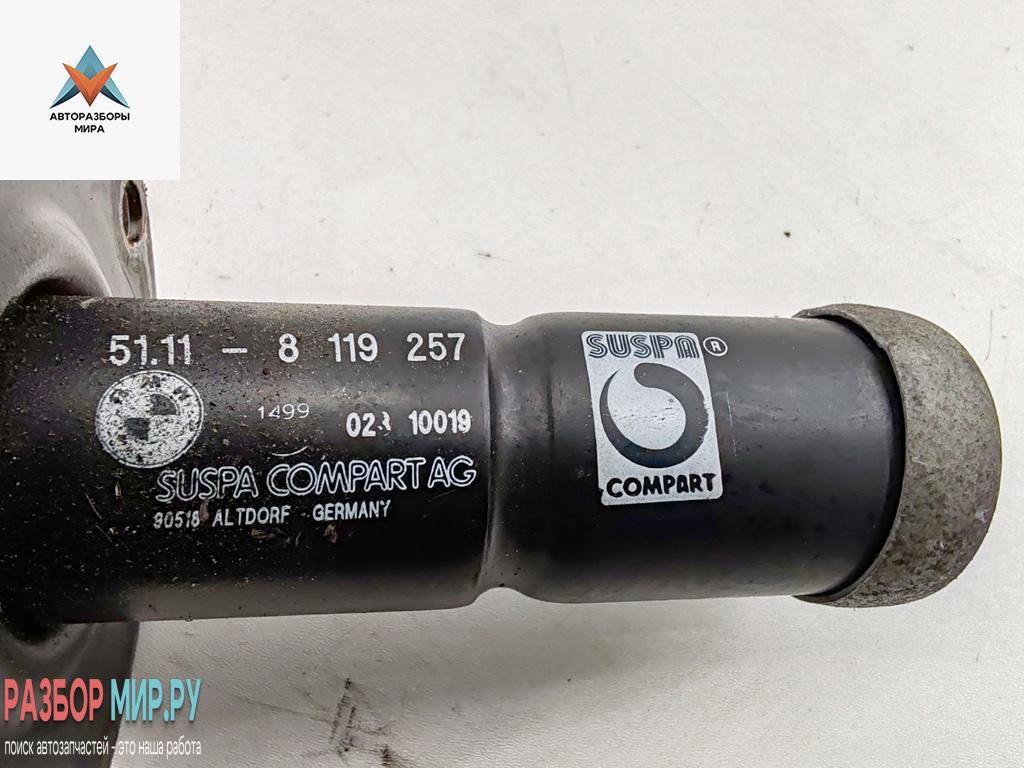 АВТОРАЗБОРЫ
МИРА
51.11 - 8 119 257
1499
10019
SUSPA COMPART AG
90518 ALTDORF GERMANY
SUSPA ®
COMPART
РАЗБОР МИР.РУ
поиск автозапчастей - это наша работа